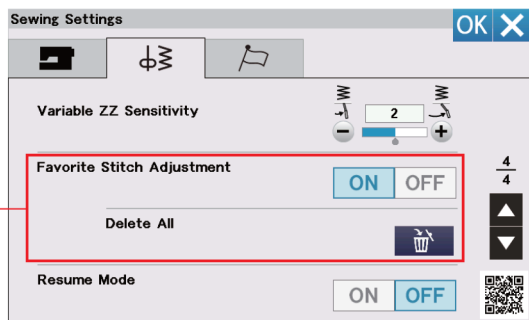 Sewing Settings
OK
Variable ZZ Sensitivity
2
Favorite Stitch Adjustment
ON OFF
4
4
Delete All
Resume Mode
ON OFF